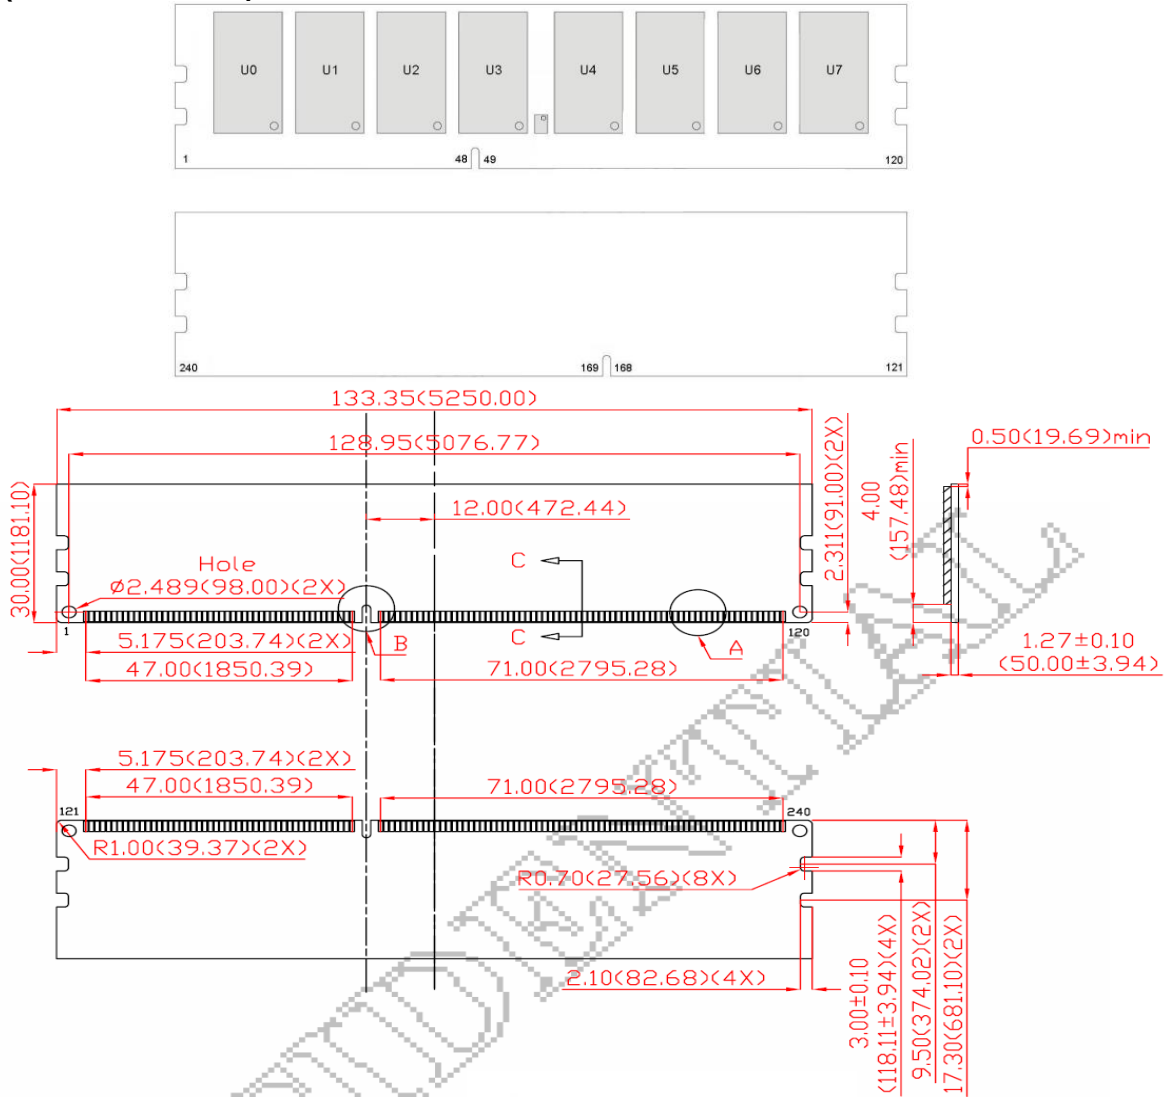 U0 U1 U2 U3 U4 U5 U6 U7
1 48 49 120
240 169 168 121
133.35(5250.00)
128.95(5076.77)
12.00(472.44)
30.00(1181.10)
Hole
ø2.489(98.00)(2X)
C
C
1
B
A
120
5.175(203.74)(2X)
47.00(1850.39)
71.00(2795.28)
2.311(91.00)(2X)
4.00
(157.48)min
0.50(19.69)min
1.27±0.10
(50.00±3.94)
5.175(203.74)(2X)
47.00(1850.39)
71.00(2795.28)
121
240
R1.00(39.37)(2X)
R0.70(27.56)(8X)
2.10(82.68)(4X)
3.00±0.10
(118.11±3.94)(4X)
9.50(374.02)(2X)
17.30(681.10)(2X)